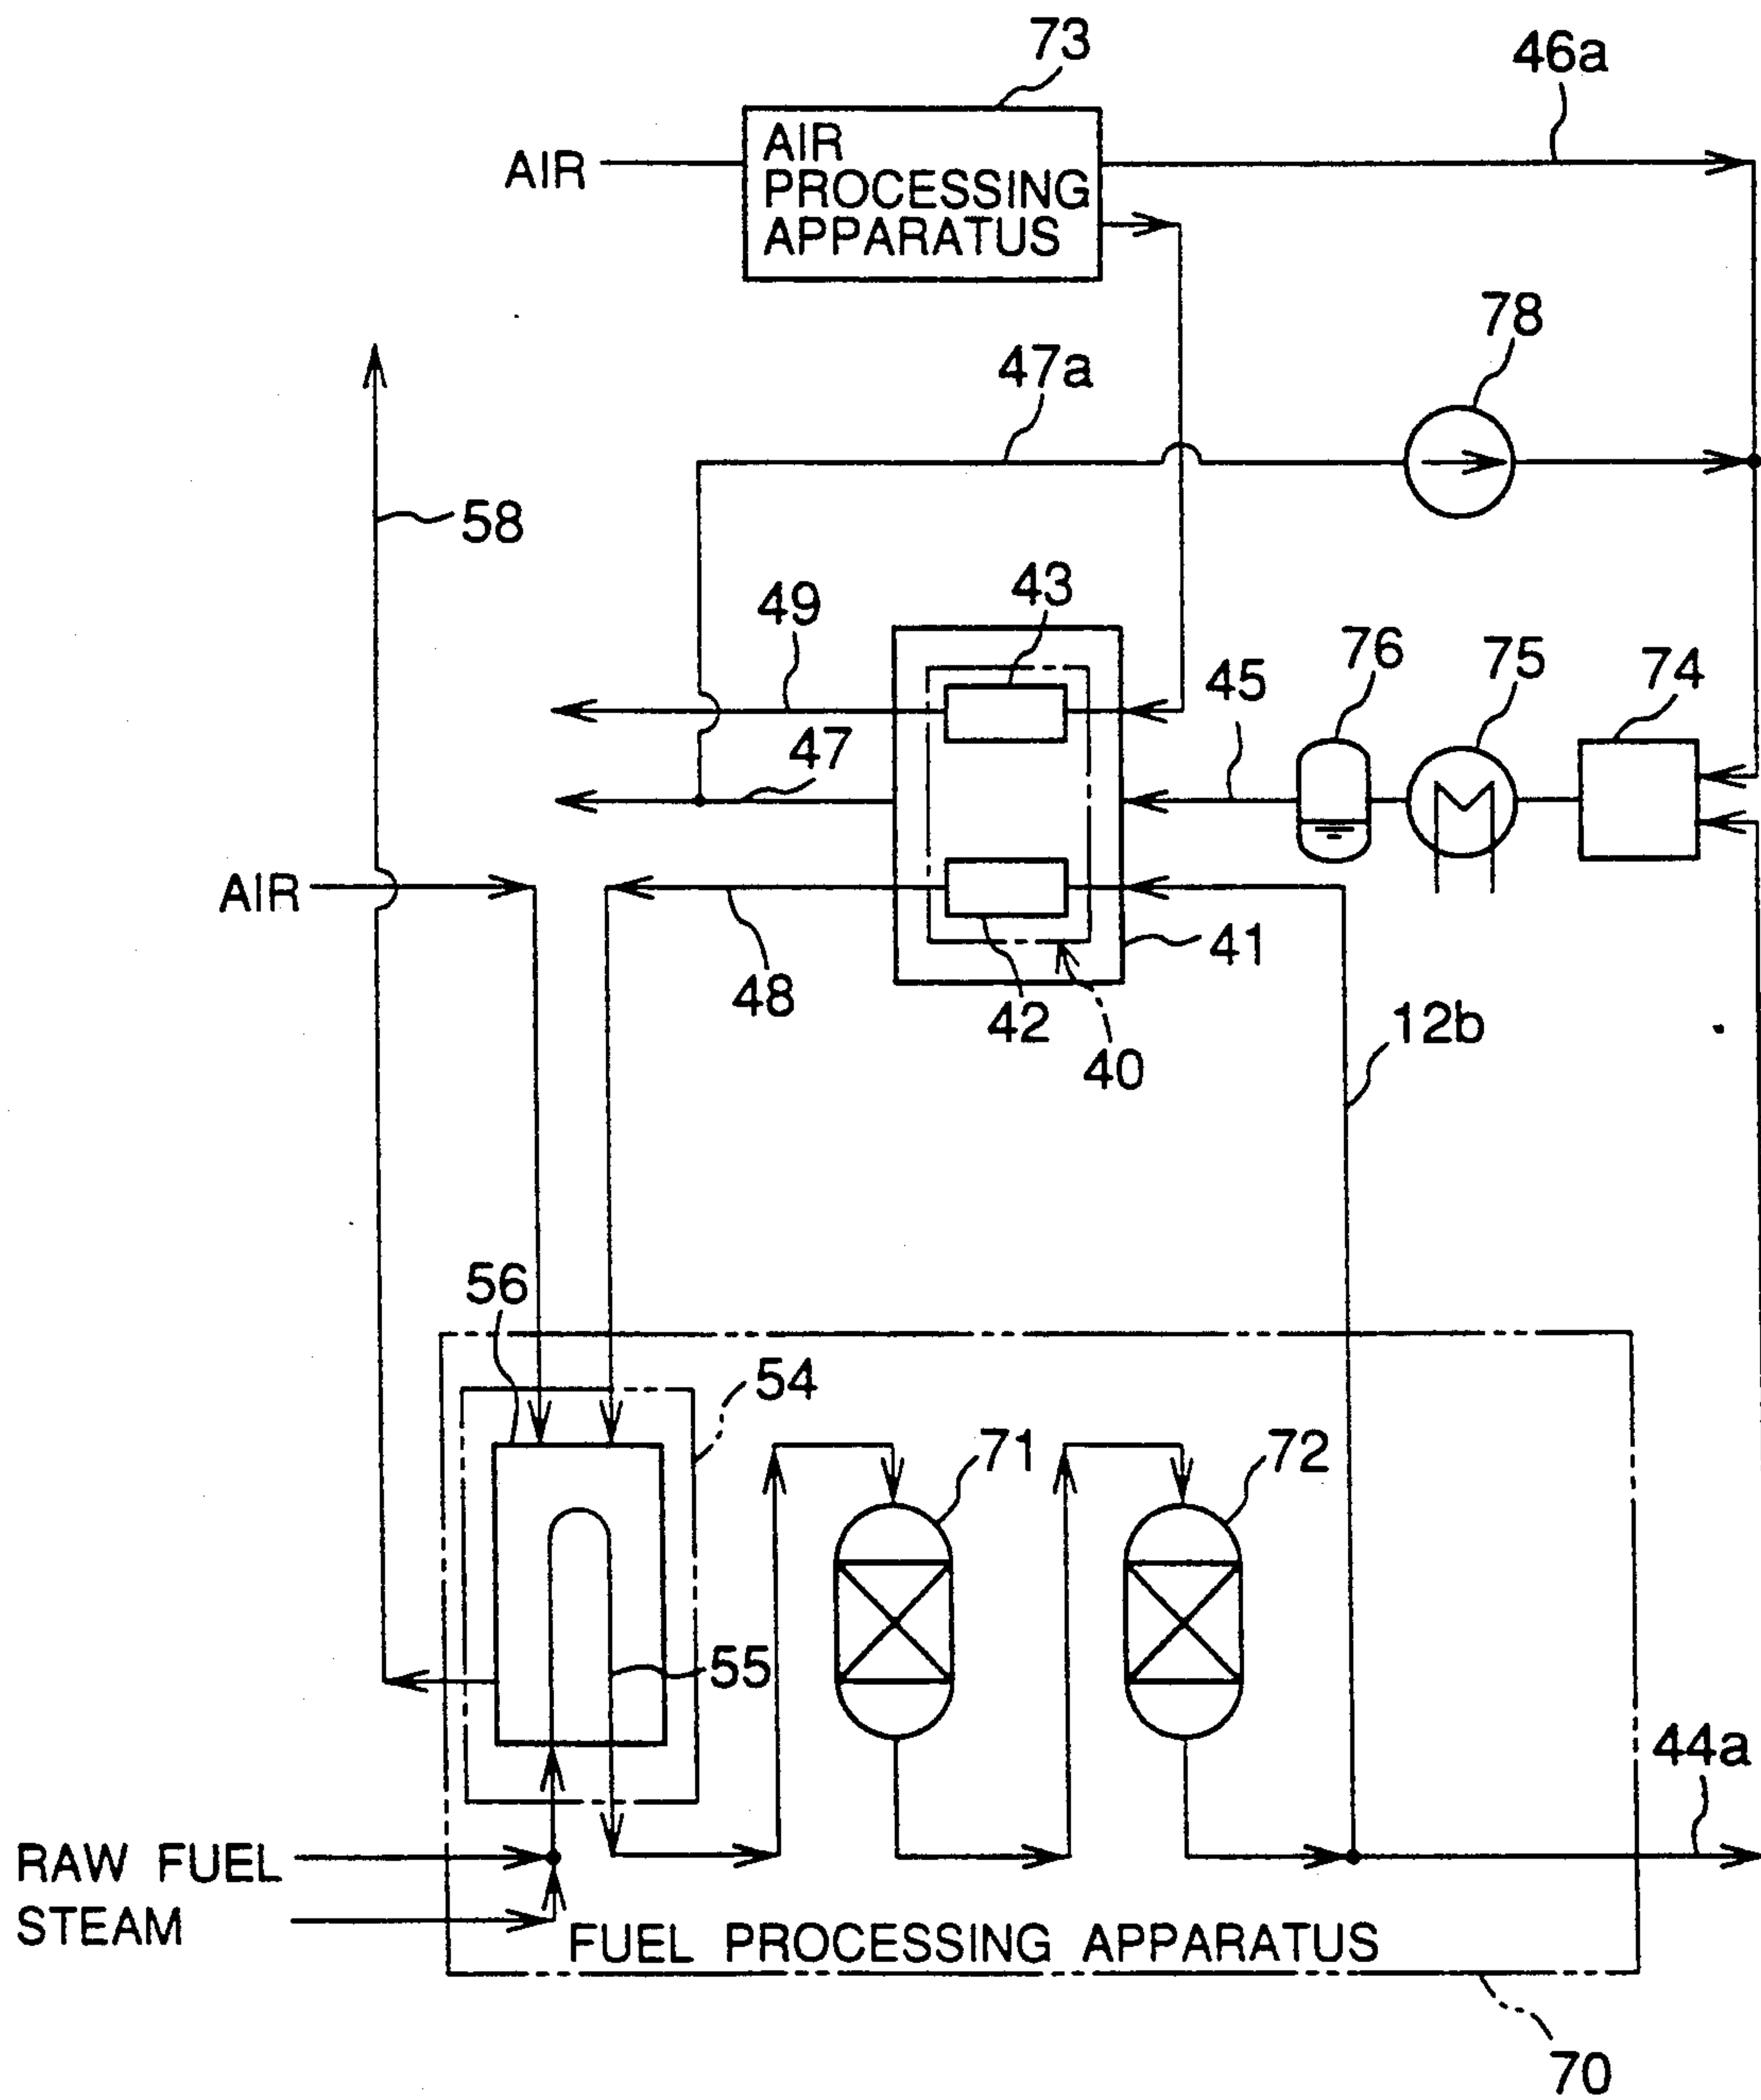 73
46a
AIR
AIR
PROCESSING
APPARATUS
78
47a
58
43
49
76
75
74
45
47
AIR
41
48
42
12b
40
56
54
71
72
55
44a
RAW FUEL
STEAM
FUEL PROCESSING APPARATUS
70